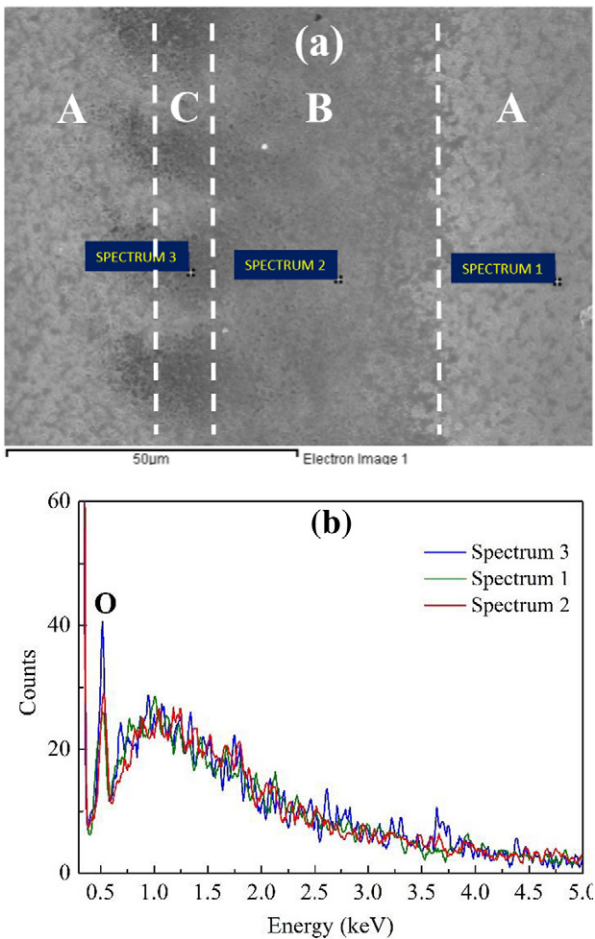 (a)
A C B A
SPECTRUM 3 SPECTRUM 2 SPECTRUM 1
50µm Electron Image 1
(b)
60
40
20
0
Counts
O
Spectrum 3
Spectrum 1
Spectrum 2
0.5 1.0 1.5 2.0 2.5 3.0 3.5 4.0 4.5 5.0
Energy (keV)